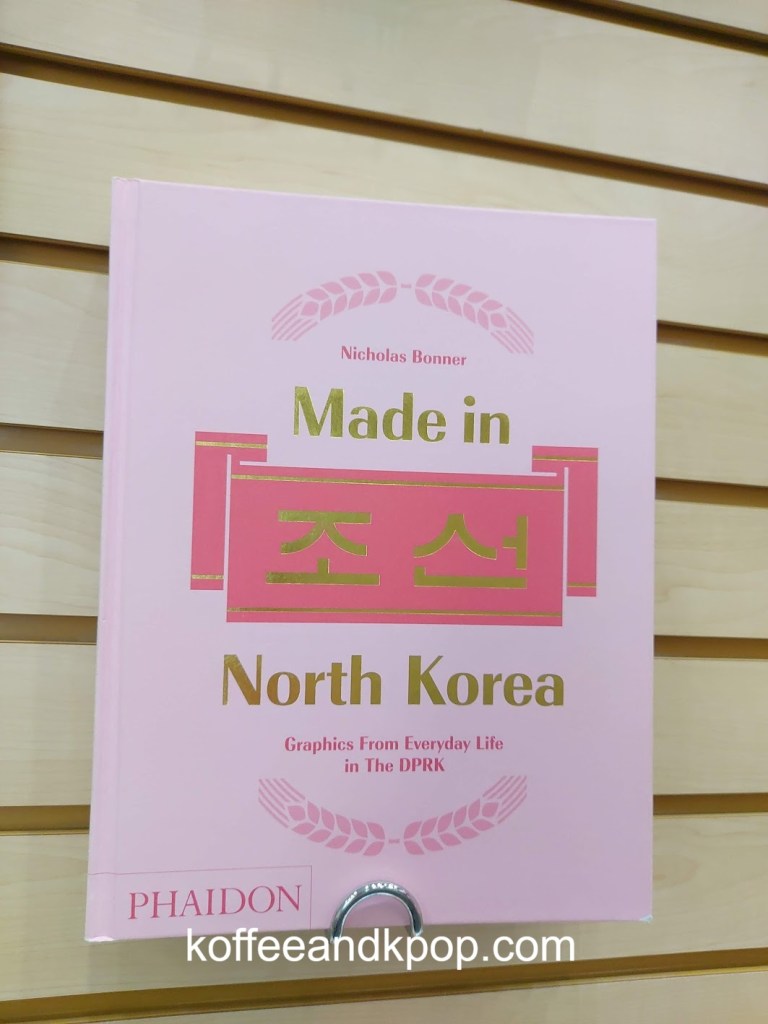 Nicholas Bonner
Made in
조선
North Korea
Graphics From Everyday Life
in The DPRK
PHAIDON
koffeeandkpop.com